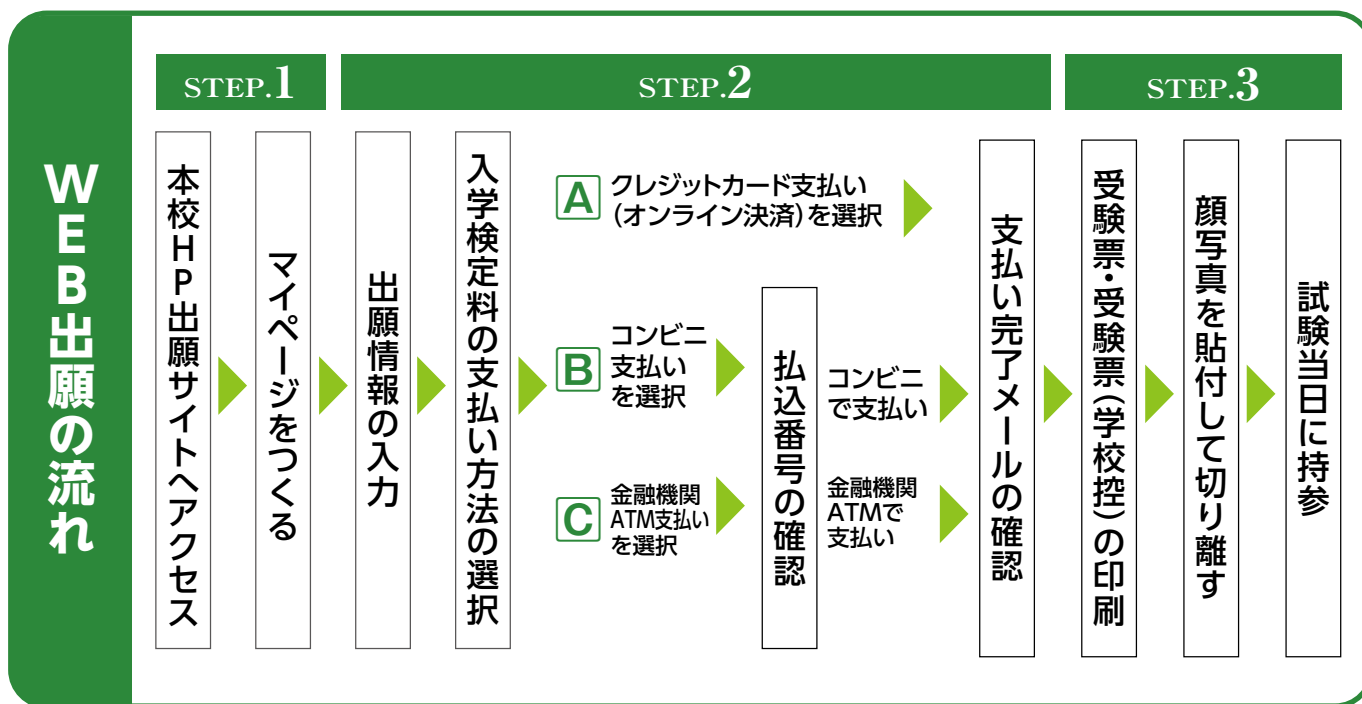 WEB出願の流れ
STEP.1
本校HP出願サイトへアクセス
マイページをつくる
STEP.2
出願情報の入力
入学検定料の支払い方法の選択
A
クレジットカード支払い
(オンライン決済)を選択
B
コンビニ
支払い
を選択
C
金融機関
ATM支払い
を選択
払込番号の確認
コンビニ
で支払い
金融機関
ATMで
支払い
支払い完了メールの確認
STEP.3
受験票・受験票(学校控)の印刷
顔写真を貼付して切り離す
試験当日に持参